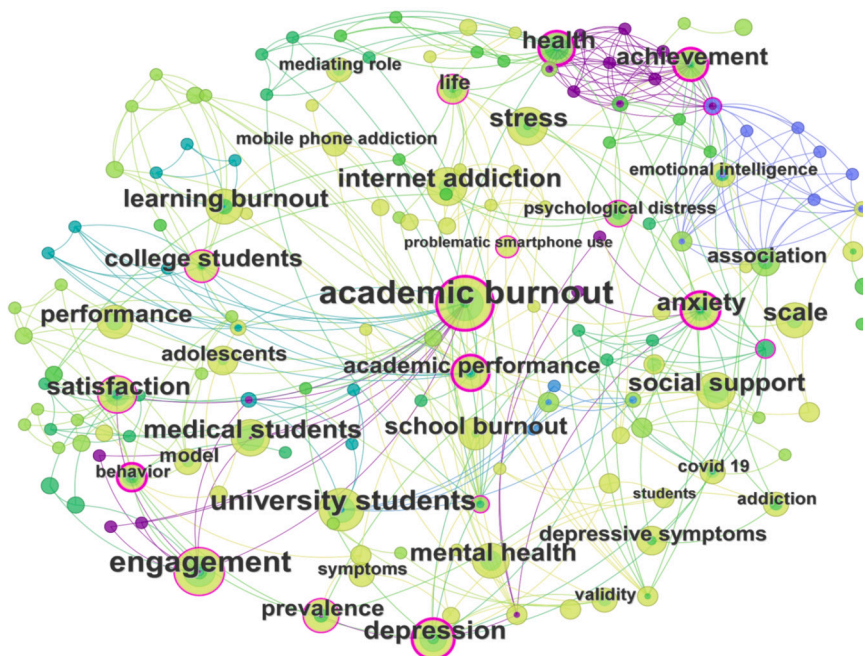 health
achievement
mediating role
life
stress
mobile phone addiction
emotional intelligence
internet addiction
learning burnout
psychological distress
problematic smartphone use
college students
association
academic burnout
anxiety
scale
performance
adolescents
academic performance
satisfaction
social support
medical students
school burnout
model
behavior
covid 19
university students
students
addiction
depressive symptoms
mental health
engagement
symptoms
validity
prevalence
depression